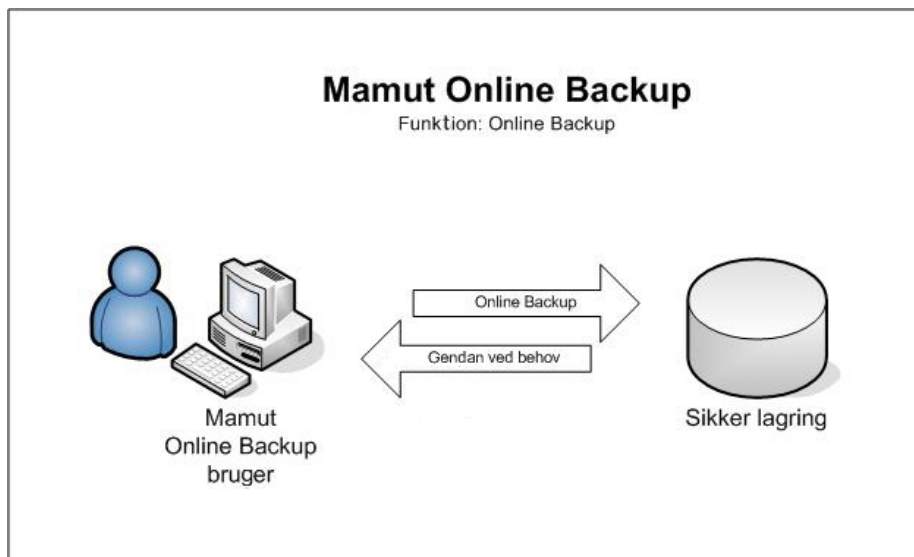 Mamut Online Backup
Funktion: Online Backup
Online Backup
Gendan ved behov
Mamut
Online Backup
bruger
Sikker lagring